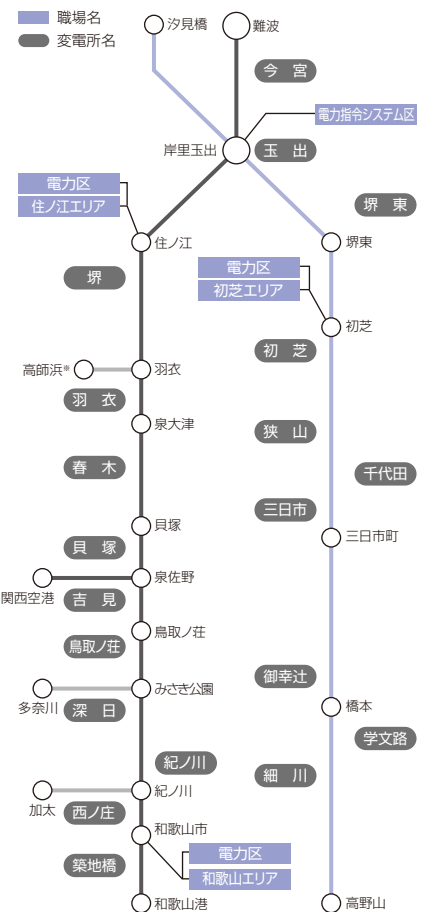 職場名
変電所名
汐見橋
難波
今 宮
電力指令システム区
岸里玉出
玉 出
電力区
住ノ江エリア
堺 東
住ノ江
堺東
電力区
初芝エリア
堺
初芝
初 芝
高師浜※
羽衣
羽 衣
泉大津
狭 山
春 木
千代田
三日市
貝塚
三日市町
貝 塚
泉佐野
関西空港
吉 見
鳥取ノ荘
鳥取ノ荘
御幸辻
みさき公園
多奈川
深 日
橋本
学文路
紀ノ川
細 川
紀ノ川
加太
西ノ庄
和歌山市
電力区
和歌山エリア
築地橋
和歌山港
高野山